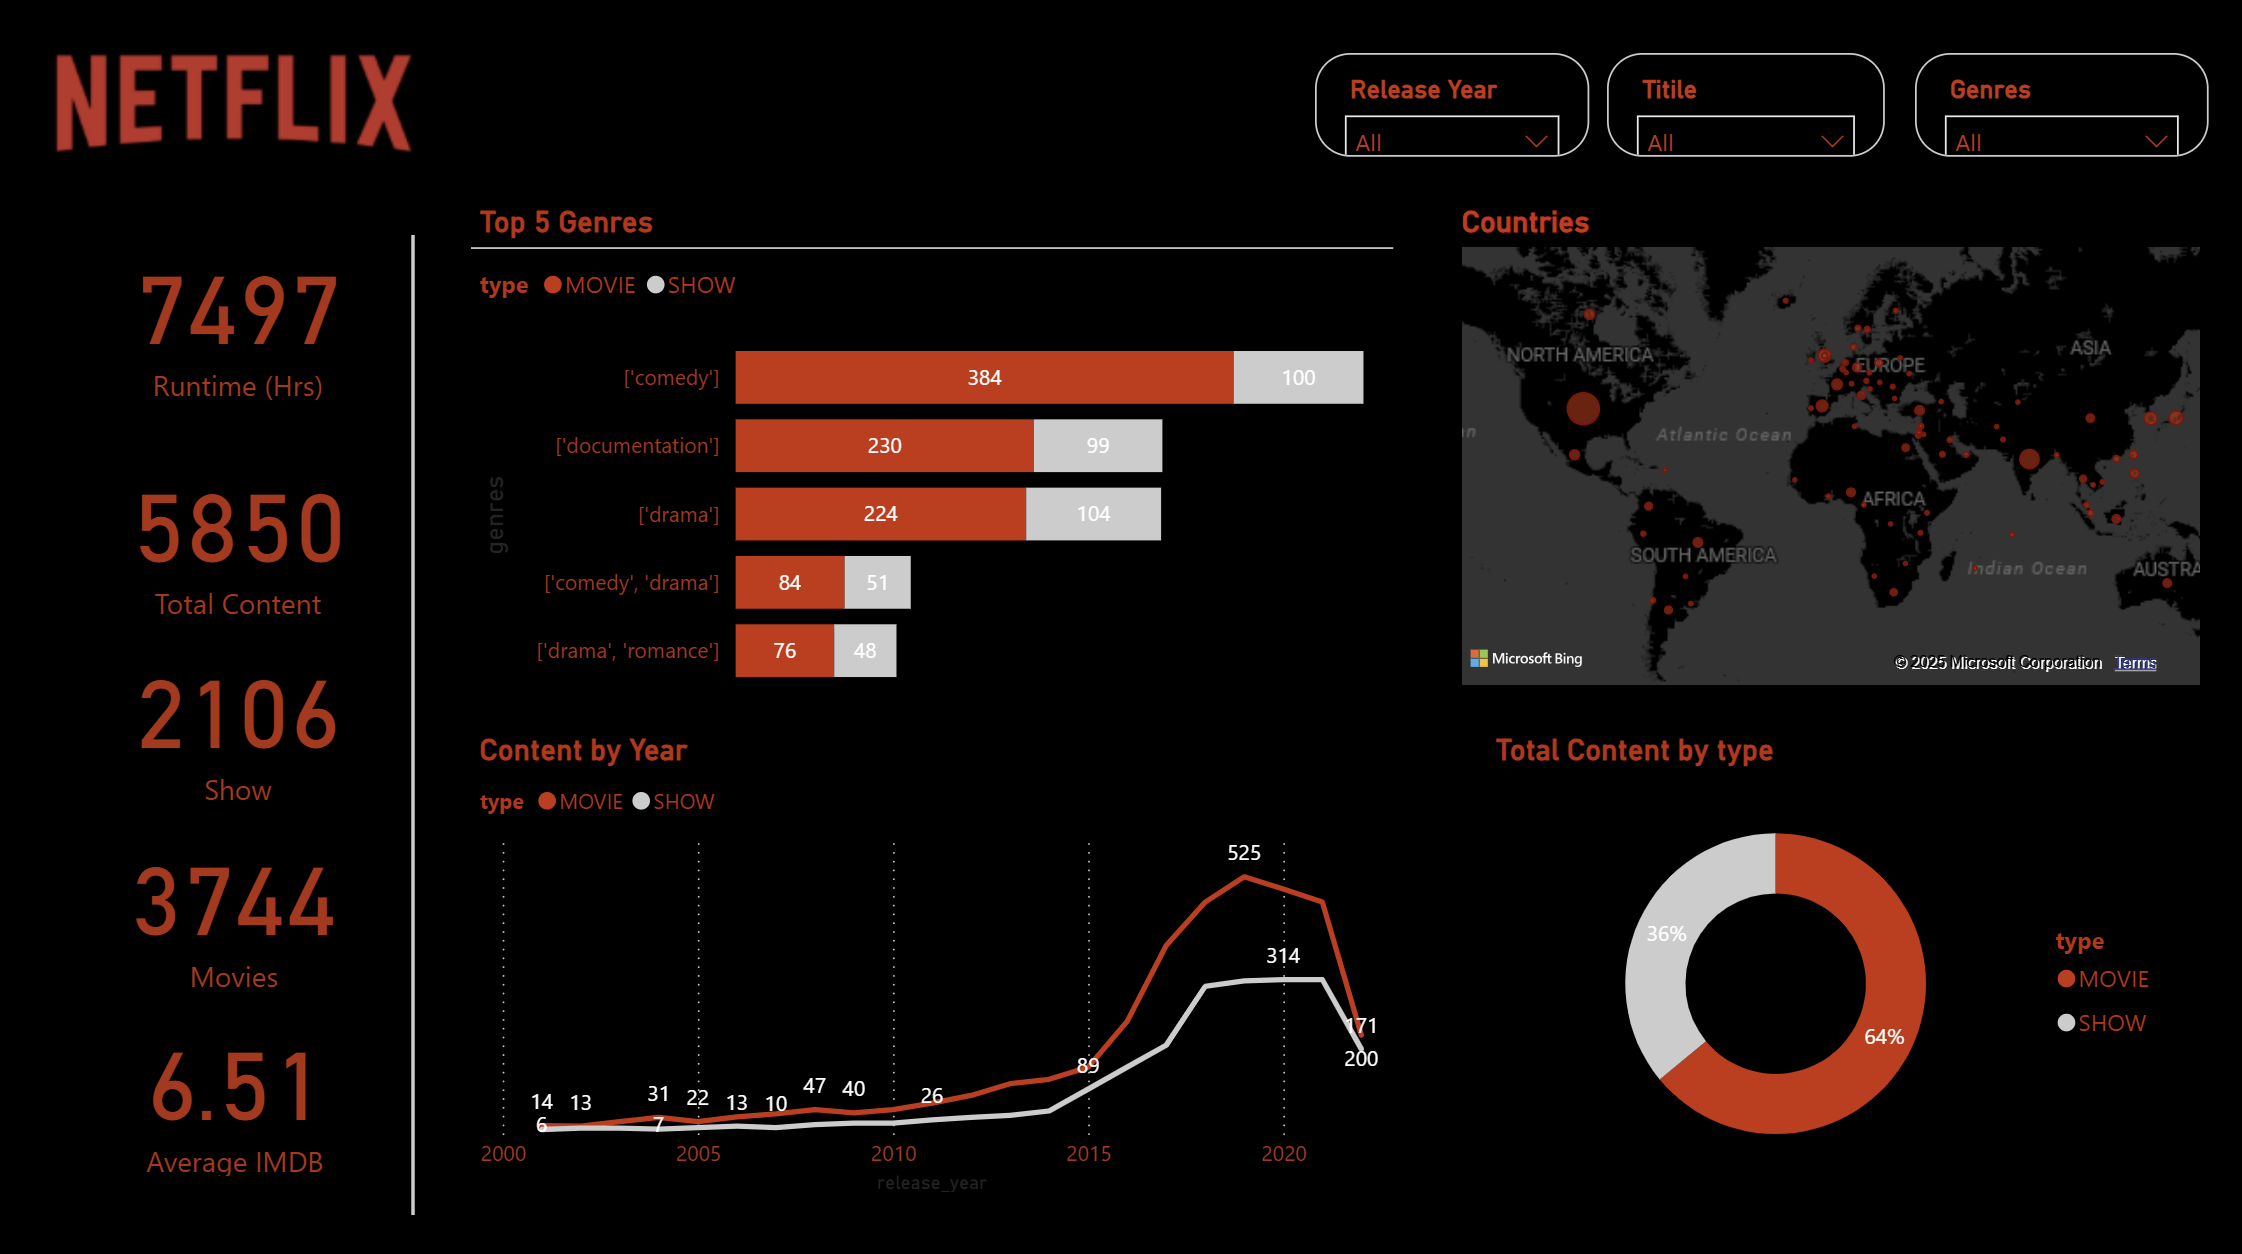 NETFLIX
Release Year
All
Titile
All
Genres
All
7497
Runtime (Hrs)
5850
Total Content
2106
Show
3744
Movies
6.51
Average IMDB
Top 5 Genres
type MOVIE SHOW
genres
['comedy'] 384 100
['documentation'] 230 99
['drama'] 224 104
['comedy', 'drama'] 84 51
['drama', 'romance'] 76 48
Countries
NORTH AMERICA
EUROPE
ASIA
Atlantic Ocean
AFRICA
SOUTH AMERICA
Indian Ocean
AUSTRA
Microsoft Bing
© 2025 Microsoft Corporation Terms
Content by Year
type MOVIE SHOW
525
314
171
200
89
14 13 31 22 13 10 47 40 26
6 7
2000 2005 2010 2015 2020
release_year
Total Content by type
36%
64%
type
MOVIE
SHOW